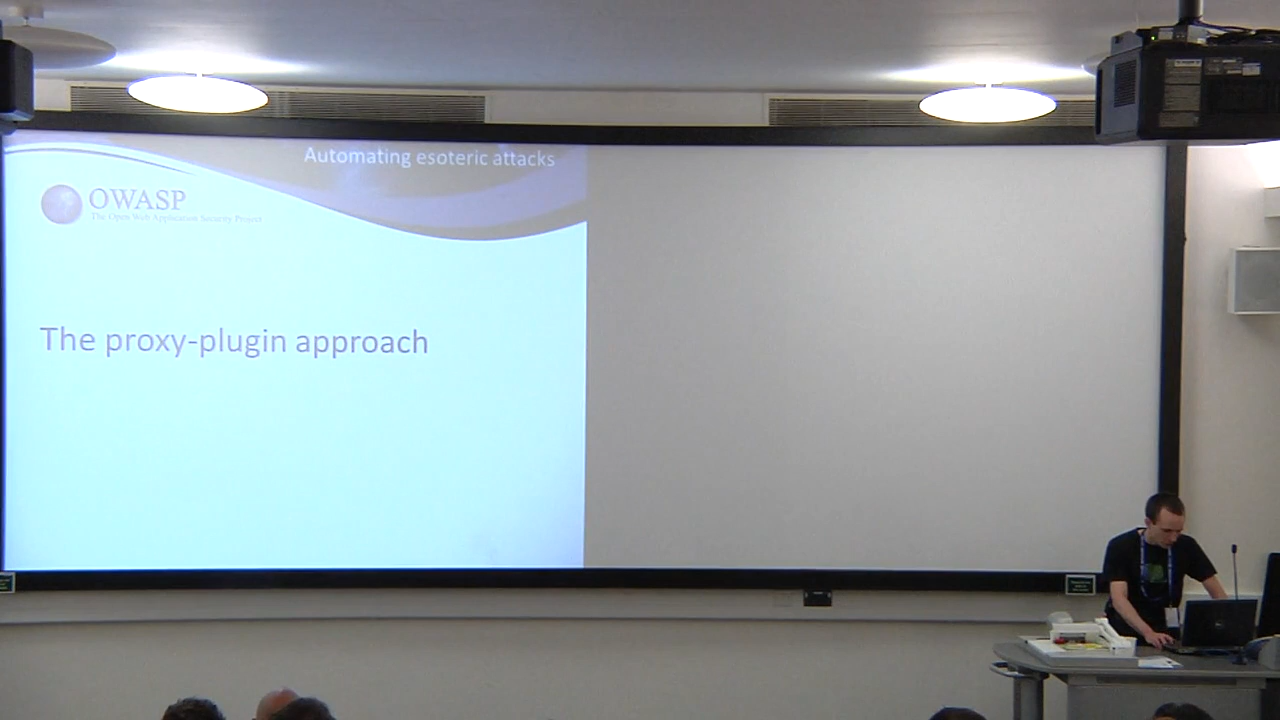 Automating esoteric attacks
OWASP
The Open Web Application Security Project
The proxy-plugin approach